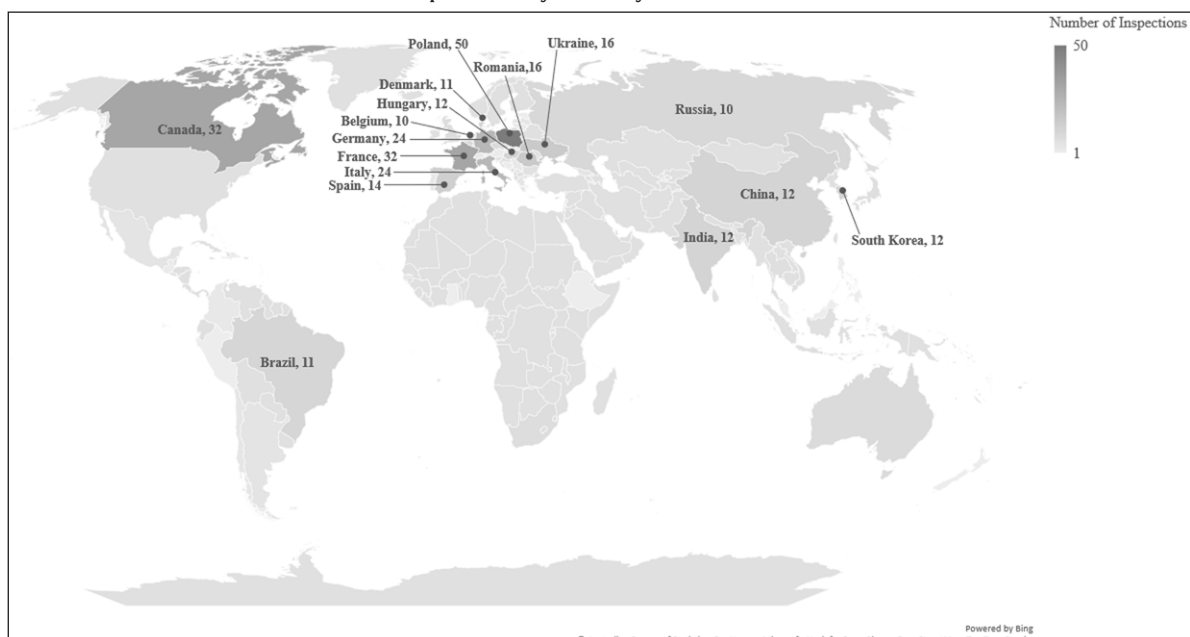 Number of Inspections
50
1
Poland, 50
Ukraine, 16
Romania,16
Denmark, 11
Hungary, 12
Belgium, 10
Germany, 24
France, 32
Italy, 24
Spain, 14
Canada, 32
Russia, 10
China, 12
India, 12
South Korea, 12
Brazil, 11
Powered by Bing